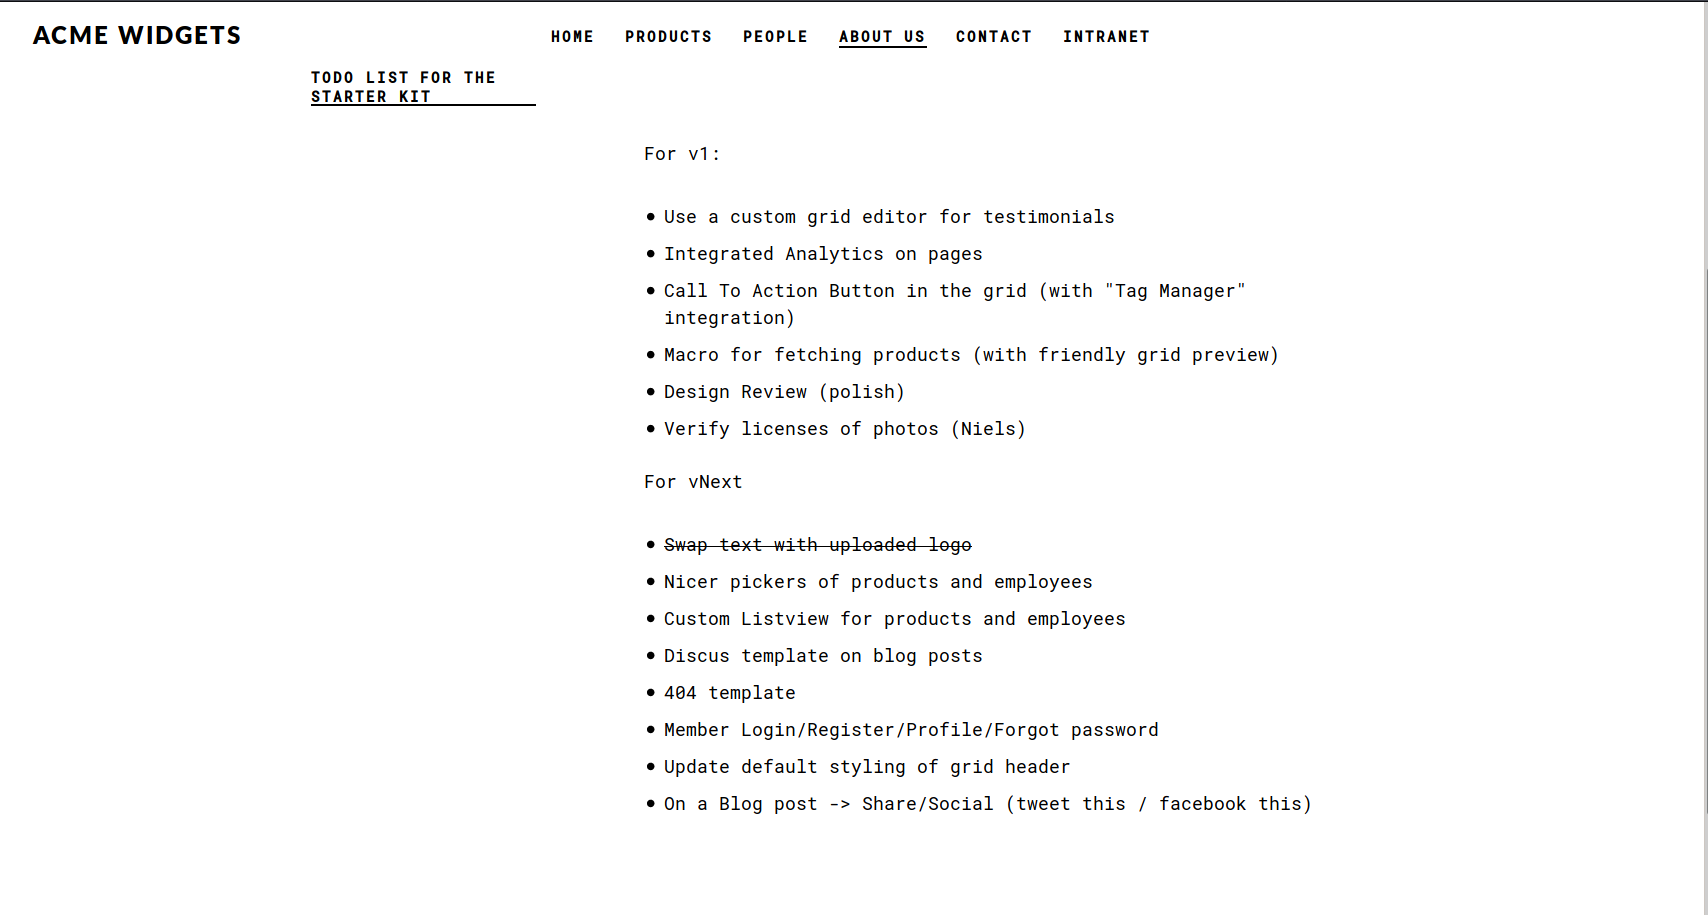 ACME WIDGETS
HOME PRODUCTS PEOPLE ABOUT US CONTACT INTRANET
TODO LIST FOR THE
STARTER KIT
For v1:
Use a custom grid editor for testimonials
Integrated Analytics on pages
Call To Action Button in the grid (with "Tag Manager"
integration)
Macro for fetching products (with friendly grid preview)
Design Review (polish)
Verify licenses of photos (Niels)
For vNext
Swap text with uploaded logo
Nicer pickers of products and employees
Custom Listview for products and employees
Discus template on blog posts
404 template
Member Login/Register/Profile/Forgot password
Update default styling of grid header
On a Blog post -> Share/Social (tweet this / facebook this)